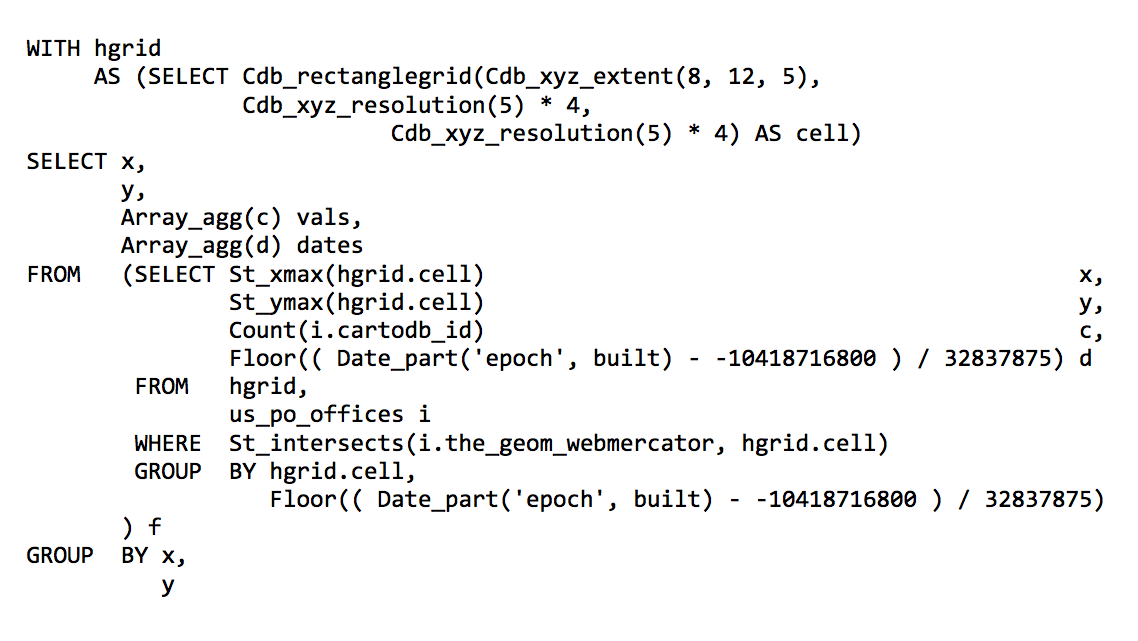 WITH hgrid
     AS (SELECT Cdb_rectanglegrid(Cdb_xyz_extent(8, 12, 5),
                Cdb_xyz_resolution(5) * 4,
                           Cdb_xyz_resolution(5) * 4) AS cell)
SELECT x,
       y,
       Array_agg(c) vals,
       Array_agg(d) dates
FROM   (SELECT St_xmax(hgrid.cell)                                            x,
               St_ymax(hgrid.cell)                                            y,
               Count(i.cartodb_id)                                            c,
               Floor(( Date_part('epoch', built) - -10418716800 ) / 32837875) d
        FROM   hgrid,
               us_po_offices i
        WHERE  St_intersects(i.the_geom_webmercator, hgrid.cell)
        GROUP  BY hgrid.cell,
                  Floor(( Date_part('epoch', built) - -10418716800 ) / 32837875)
       ) f
GROUP  BY x,
          y